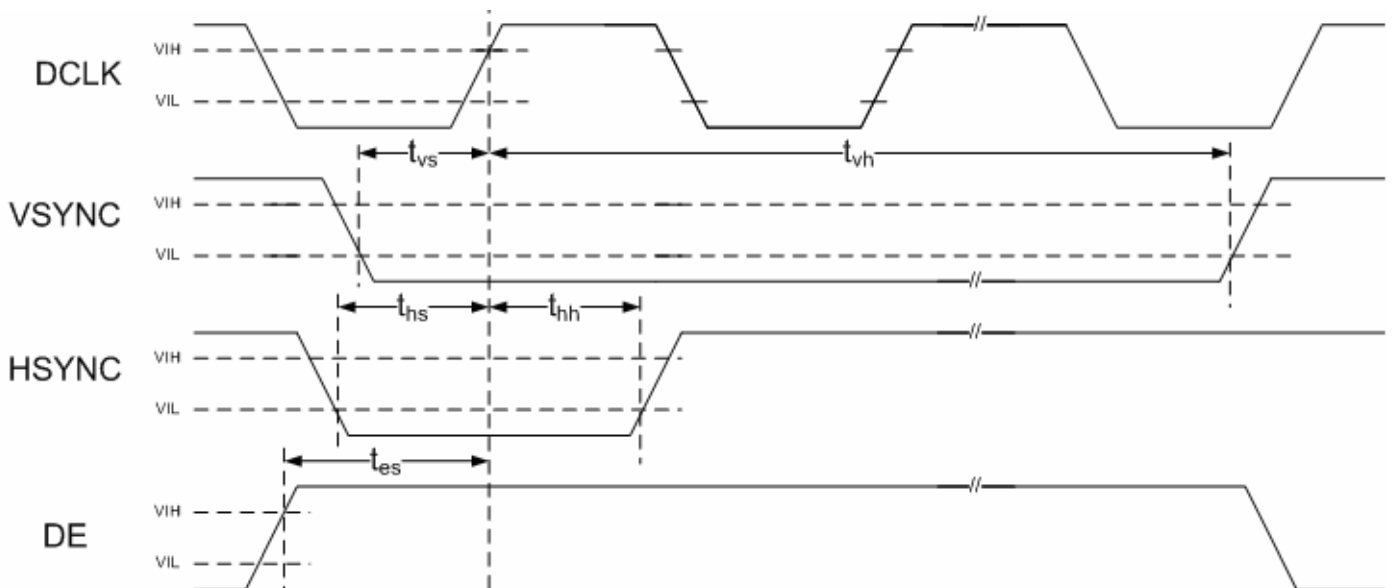 VIH
DCLK
VIL
tvs
tvh
VIH
VSYNC
VIL
ths
thh
VIH
HSYNC
VIL
tes
VIH
DE
VIL